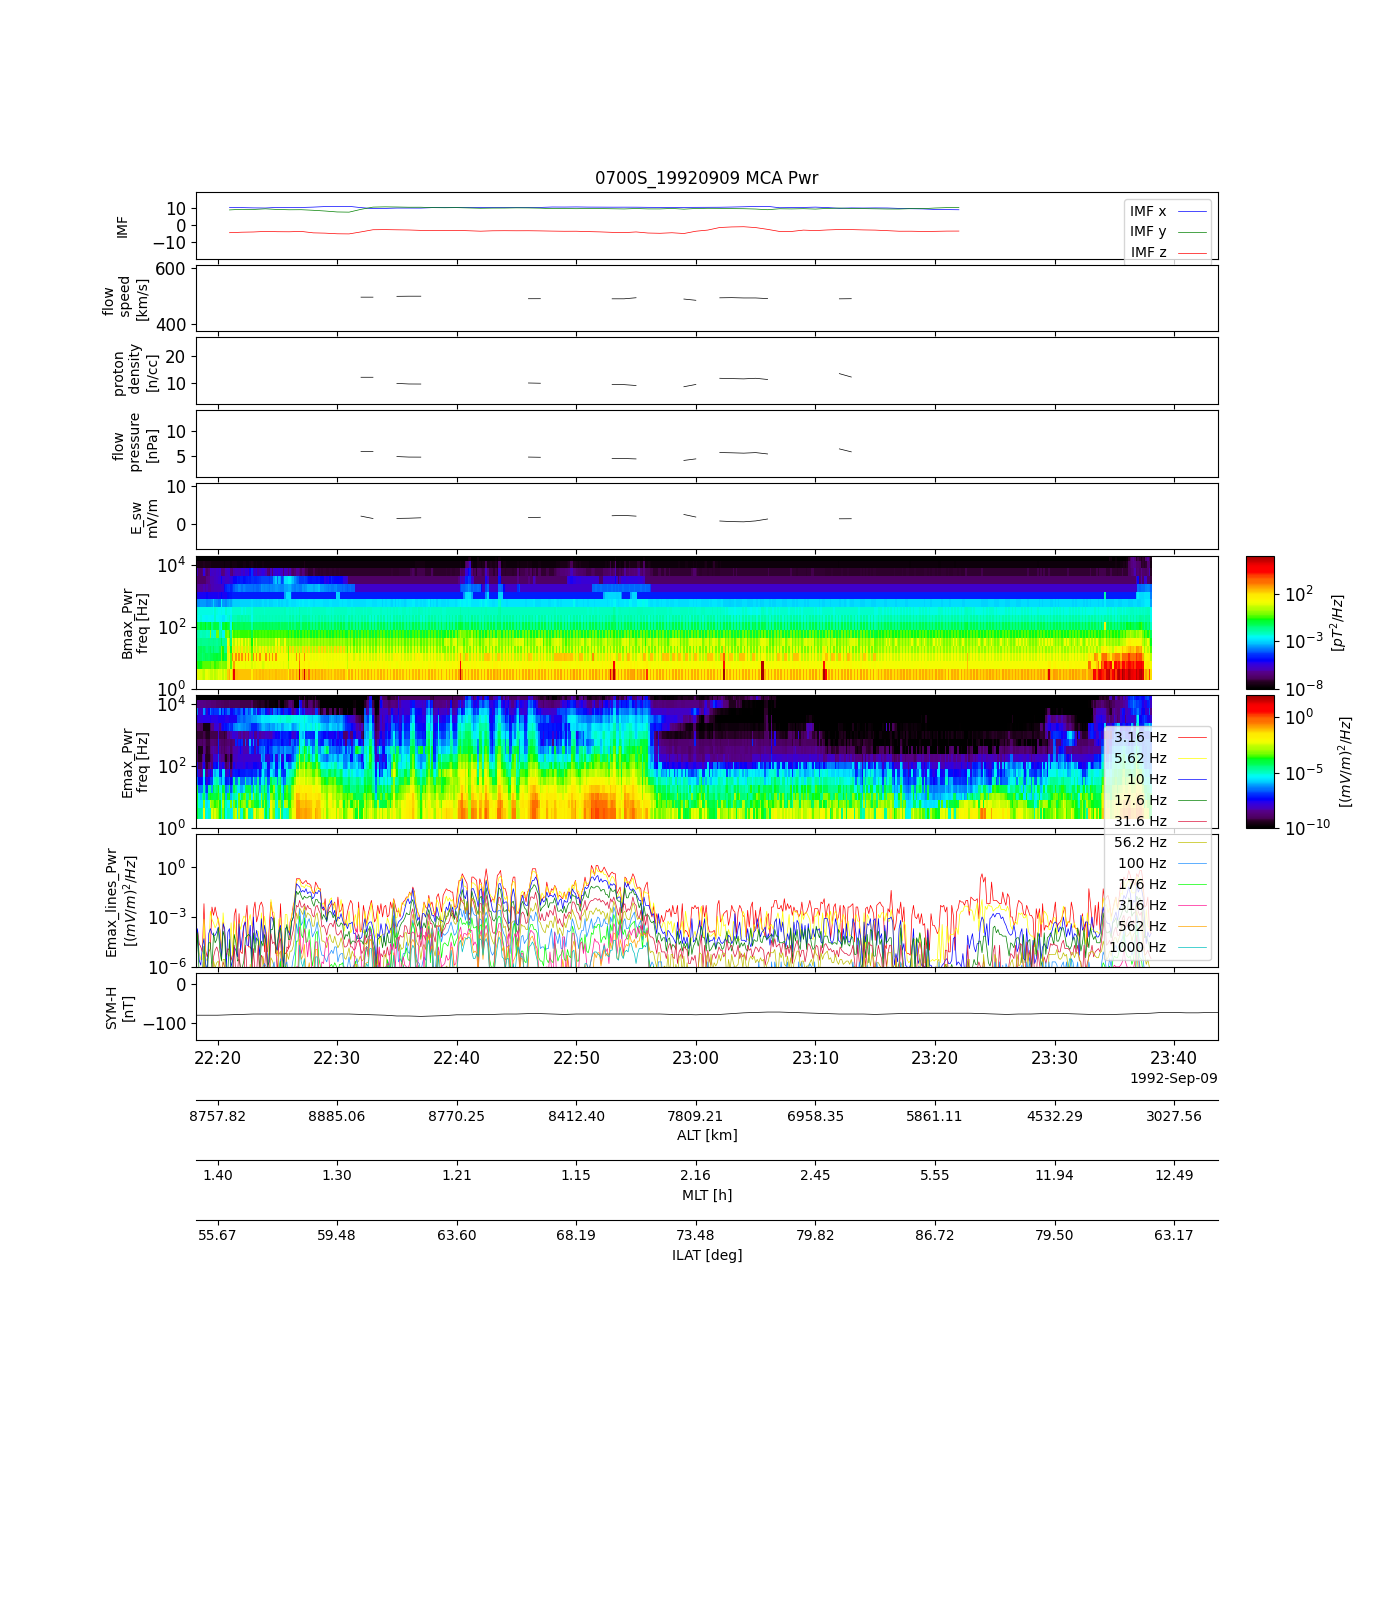 0700S_19920909 MCA Pwr
IMF
10
0
−10
IMF x
IMF y
IMF z
flow
speed
[km/s]
600
400
proton
density
[n/cc]
20
10
flow
pressure
[nPa]
10
5
E_sw
mV/m
10
0
Bmax_Pwr
freq [Hz]
10^4
10^2
10^0
10^2
10^−3
10^−8
[pT^2/Hz]
Emax_Pwr
freq [Hz]
10^4
10^2
10^0
10^0
10^−5
10^−10
[(mV/m)^2/Hz]
3.16 Hz
5.62 Hz
10 Hz
17.6 Hz
31.6 Hz
56.2 Hz
100 Hz
176 Hz
316 Hz
562 Hz
1000 Hz
Emax_lines_Pwr
[(mV/m)^2/Hz]
10^0
10^−3
10^−6
SYM-H
[nT]
0
−100
22:20 22:30 22:40 22:50 23:00 23:10 23:20 23:30 23:40
1992-Sep-09
8757.82 8885.06 8770.25 8412.40 7809.21 6958.35 5861.11 4532.29 3027.56
ALT [km]
1.40 1.30 1.21 1.15 2.16 2.45 5.55 11.94 12.49
MLT [h]
55.67 59.48 63.60 68.19 73.48 79.82 86.72 79.50 63.17
ILAT [deg]